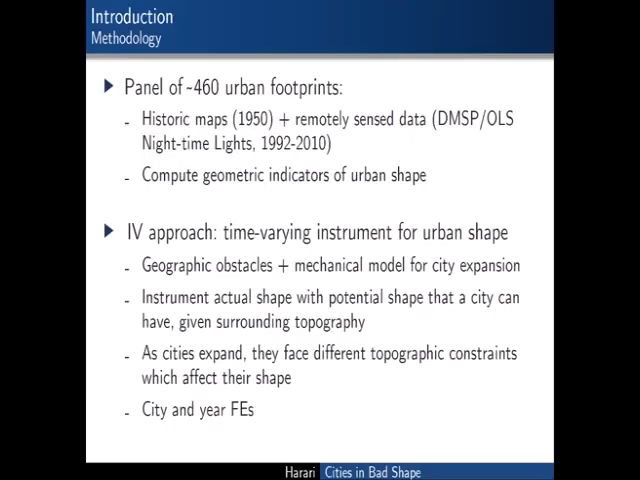 Introduction
Methodology
Panel of ~460 urban footprints:
- Historic maps (1950) + remotely sensed data (DMSP/OLS
Night-time Lights, 1992-2010)
- Compute geometric indicators of urban shape
IV approach: time-varying instrument for urban shape
- Geographic obstacles + mechanical model for city expansion
- Instrument actual shape with potential shape that a city can
have, given surrounding topography
- As cities expand, they face different topographic constraints
which affect their shape
- City and year FEs
Harari Cities in Bad Shape